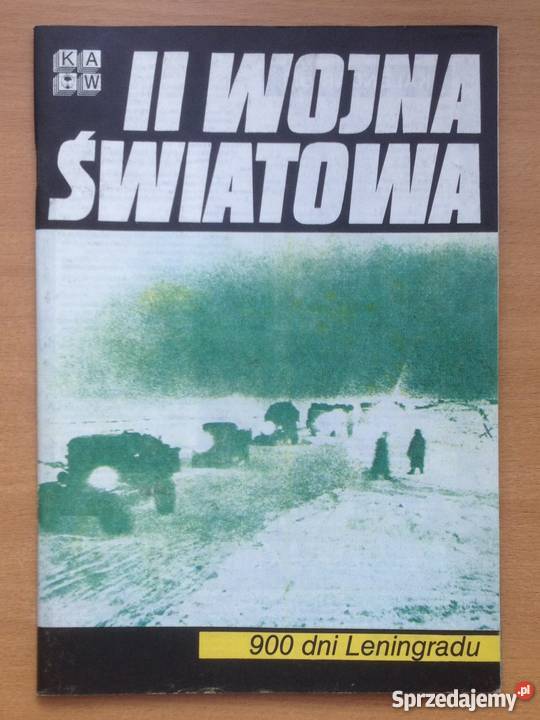 K A
W
II WOJNA
ŚWIATOWA
900 dni Leningradu
Sprzedajemy.pl